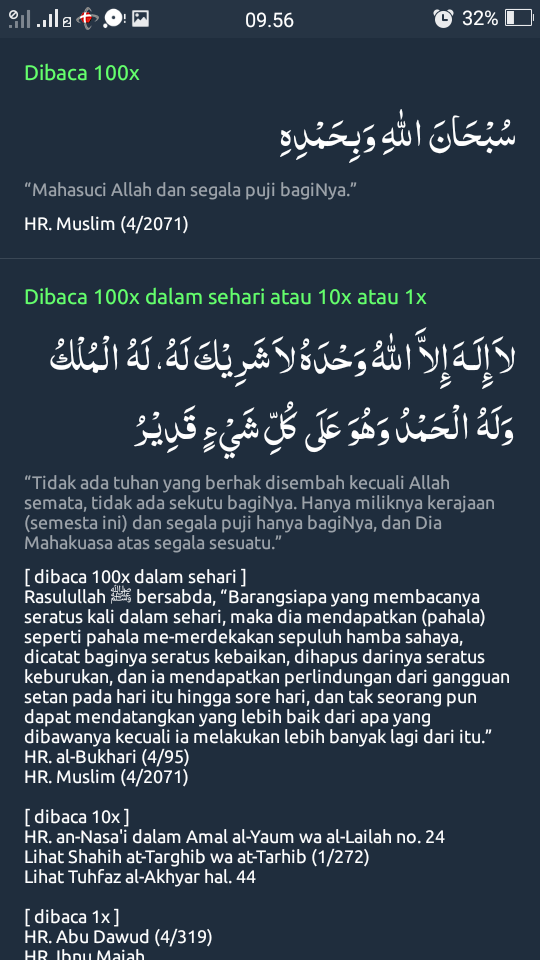 09.56
32%
Dibaca 100x
سُبْحَانَ اللهِ وَبِحَمْدِهِ
“Mahasuci Allah dan segala puji bagiNya.”
HR. Muslim (4/2071)
Dibaca 100x dalam sehari atau 10x atau 1x
لاَ إِلَـهَ إِلاَّ اللهُ وَحْدَهُ لاَ شَرِيْكَ لَهُ، لَهُ الْمُلْكُ
وَلَهُ الْحَمْدُ وَهُوَ عَلَى كُلِّ شَيْءٍ قَدِيْرُ
“Tidak ada tuhan yang berhak disembah kecuali Allah
semata, tidak ada sekutu bagiNya. Hanya miliknya kerajaan
(semesta ini) dan segala puji hanya bagiNya, dan Dia
Mahakuasa atas segala sesuatu.”
[ dibaca 100x dalam sehari ]
Rasulullah ﷺ bersabda, “Barangsiapa yang membacanya
seratus kali dalam sehari, maka dia mendapatkan (pahala)
seperti pahala me-merdekakan sepuluh hamba sahaya,
dicatat baginya seratus kebaikan, dihapus darinya seratus
keburukan, dan ia mendapatkan perlindungan dari gangguan
setan pada hari itu hingga sore hari, dan tak seorang pun
dapat mendatangkan yang lebih baik dari apa yang
dibawanya kecuali ia melakukan lebih banyak lagi dari itu.”
HR. al-Bukhari (4/95)
HR. Muslim (4/2071)
[ dibaca 10x ]
HR. an-Nasa'i dalam Amal al-Yaum wa al-Lailah no. 24
Lihat Shahih at-Targhib wa at-Tarhib (1/272)
Lihat Tuhfaz al-Akhyar hal. 44
[ dibaca 1x ]
HR. Abu Dawud (4/319)
HR. Ibnu Majah